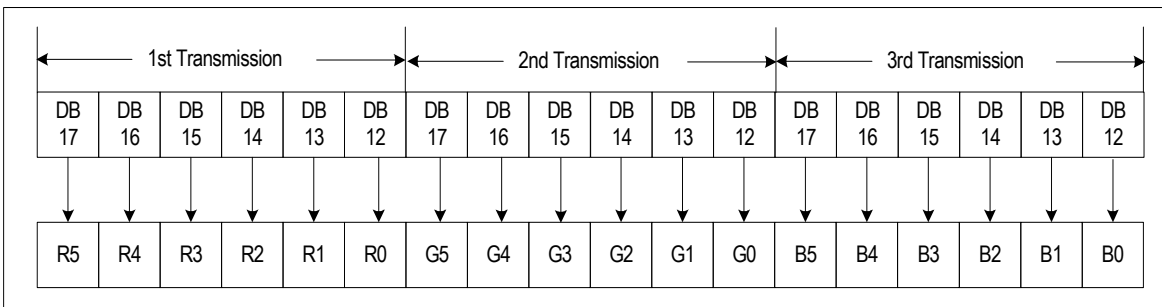 1st Transmission 2nd Transmission 3rd Transmission
DB DB DB DB DB DB DB DB DB DB DB DB DB DB DB DB DB DB
17 16 15 14 13 12 17 16 15 14 13 12 17 16 15 14 13 12
R5 R4 R3 R2 R1 R0 G5 G4 G3 G2 G1 G0 B5 B4 B3 B2 B1 B0